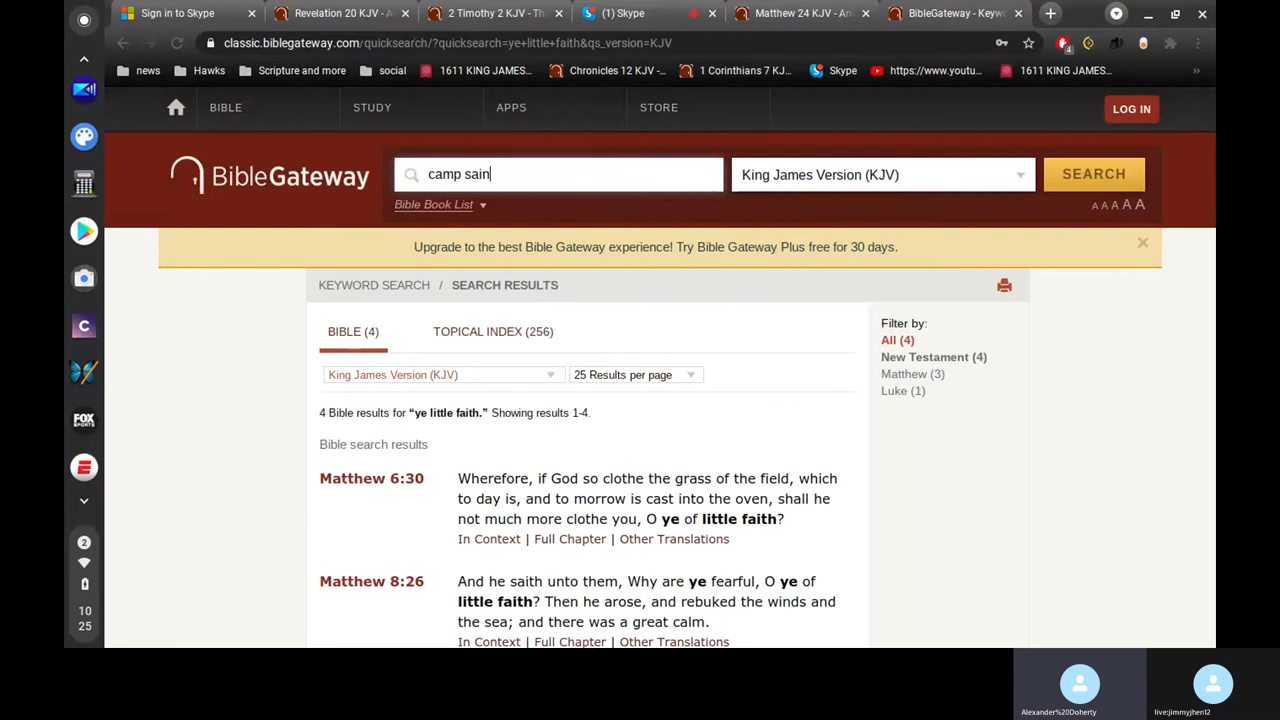 Sign in to Skype
Revelation 20 KJV - A
2 Timothy 2 KJV - Th
(1) Skype
Matthew 24 KJV - An
BibleGateway - Keyw
classic.biblegateway.com/quicksearch/?quicksearch=ye+little+faith&qs_version=KJV
4
news
Hawks
Scripture and more
social
1611 KING JAMES...
Chronicles 12 KJV -...
1 Corinthians 7 KJ...
Skype
https://www.youtu...
1611 KING JAMES...
»
BIBLE
STUDY
APPS
STORE
LOG IN
BibleGateway
camp sain
King James Version (KJV)
SEARCH
Bible Book List
A A A A A
Upgrade to the best Bible Gateway experience! Try Bible Gateway Plus free for 30 days.
KEYWORD SEARCH / SEARCH RESULTS
BIBLE (4)
TOPICAL INDEX (256)
King James Version (KJV)
25 Results per page
4 Bible results for “ye little faith.” Showing results 1-4.
Bible search results
Matthew 6:30
Wherefore, if God so clothe the grass of the field, which
to day is, and to morrow is cast into the oven, shall he
not much more clothe you, O ye of little faith?
In Context | Full Chapter | Other Translations
Matthew 8:26
And he saith unto them, Why are ye fearful, O ye of
little faith? Then he arose, and rebuked the winds and
the sea; and there was a great calm.
In Context | Full Chapter | Other Translations
Filter by:
All (4)
New Testament (4)
Matthew (3)
Luke (1)
C
FOX
SPORTS
E
2
10
25
Alexander%20Doherty
live:jimmyjhen12